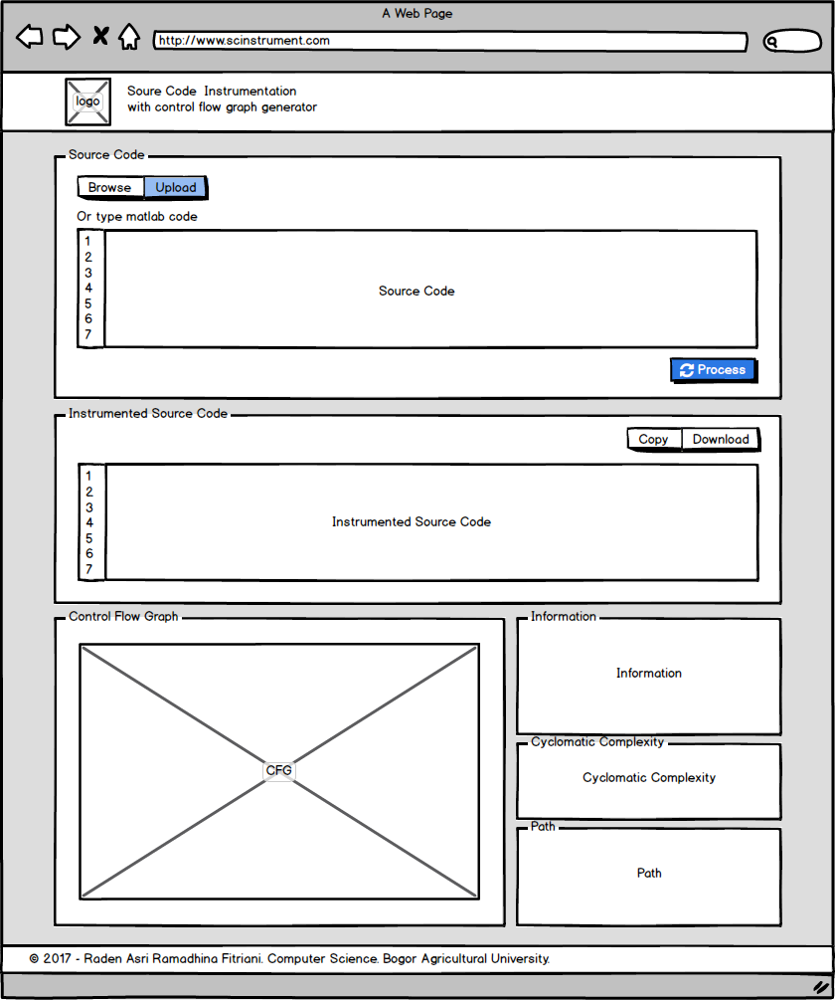 A Web Page
http://www.scinstrument.com
logo
Soure Code Instrumentation
with control flow graph generator
Source Code
Browse Upload
Or type matlab code
1
2
3
4
5
6
7
Source Code
Process
Instrumented Source Code
Copy Download
1
2
3
4
5
6
7
Instrumented Source Code
Control Flow Graph
CFG
Information
Information
Cyclomatic Complexity
Cyclomatic Complexity
Path
Path
© 2017 - Raden Asri Ramadhina Fitriani. Computer Science. Bogor Agricultural University.